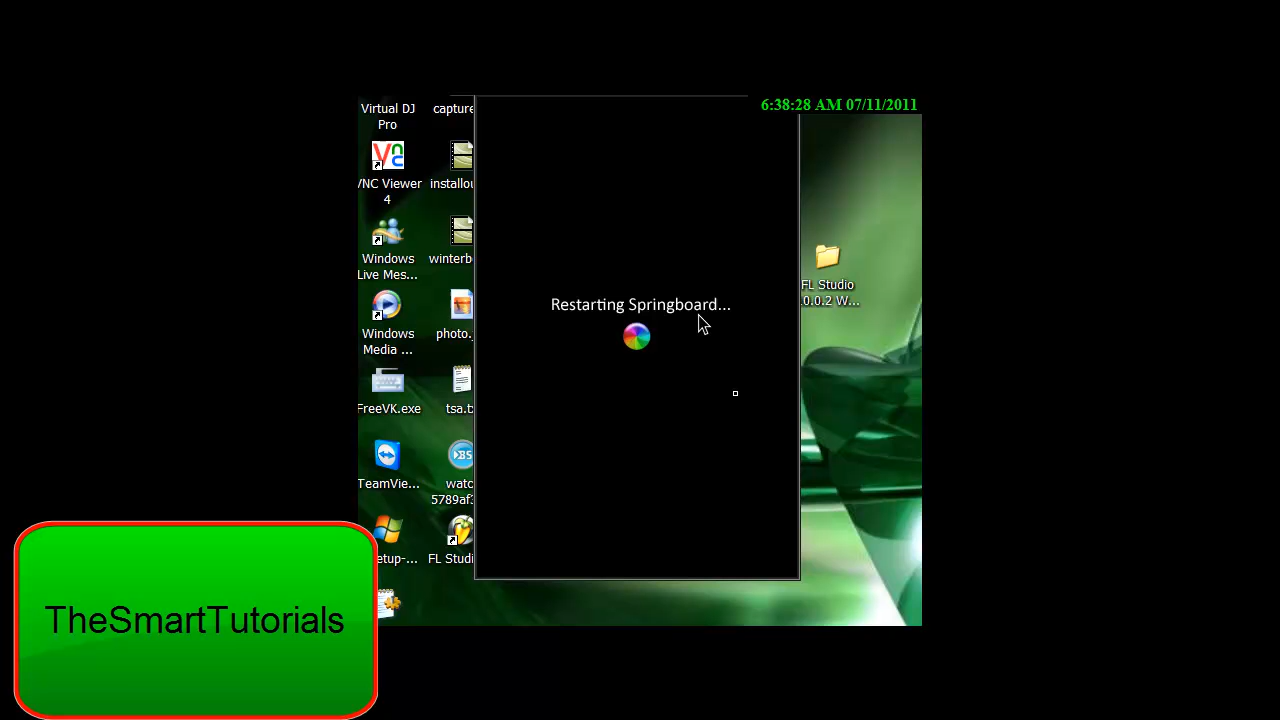 6:38:28 AM 07/11/2011
Virtual DJ
Pro
capture
VNC Viewer
4
installou
Windows
Live Mes...
winterb
Windows
Media ...
photo.
FreeVK.exe
tsa.t
TeamVie...
watc
5789af3
etup-...
FL Studi
Restarting Springboard...
FL Studio
.0.0.2 W...
TheSmartTutorials